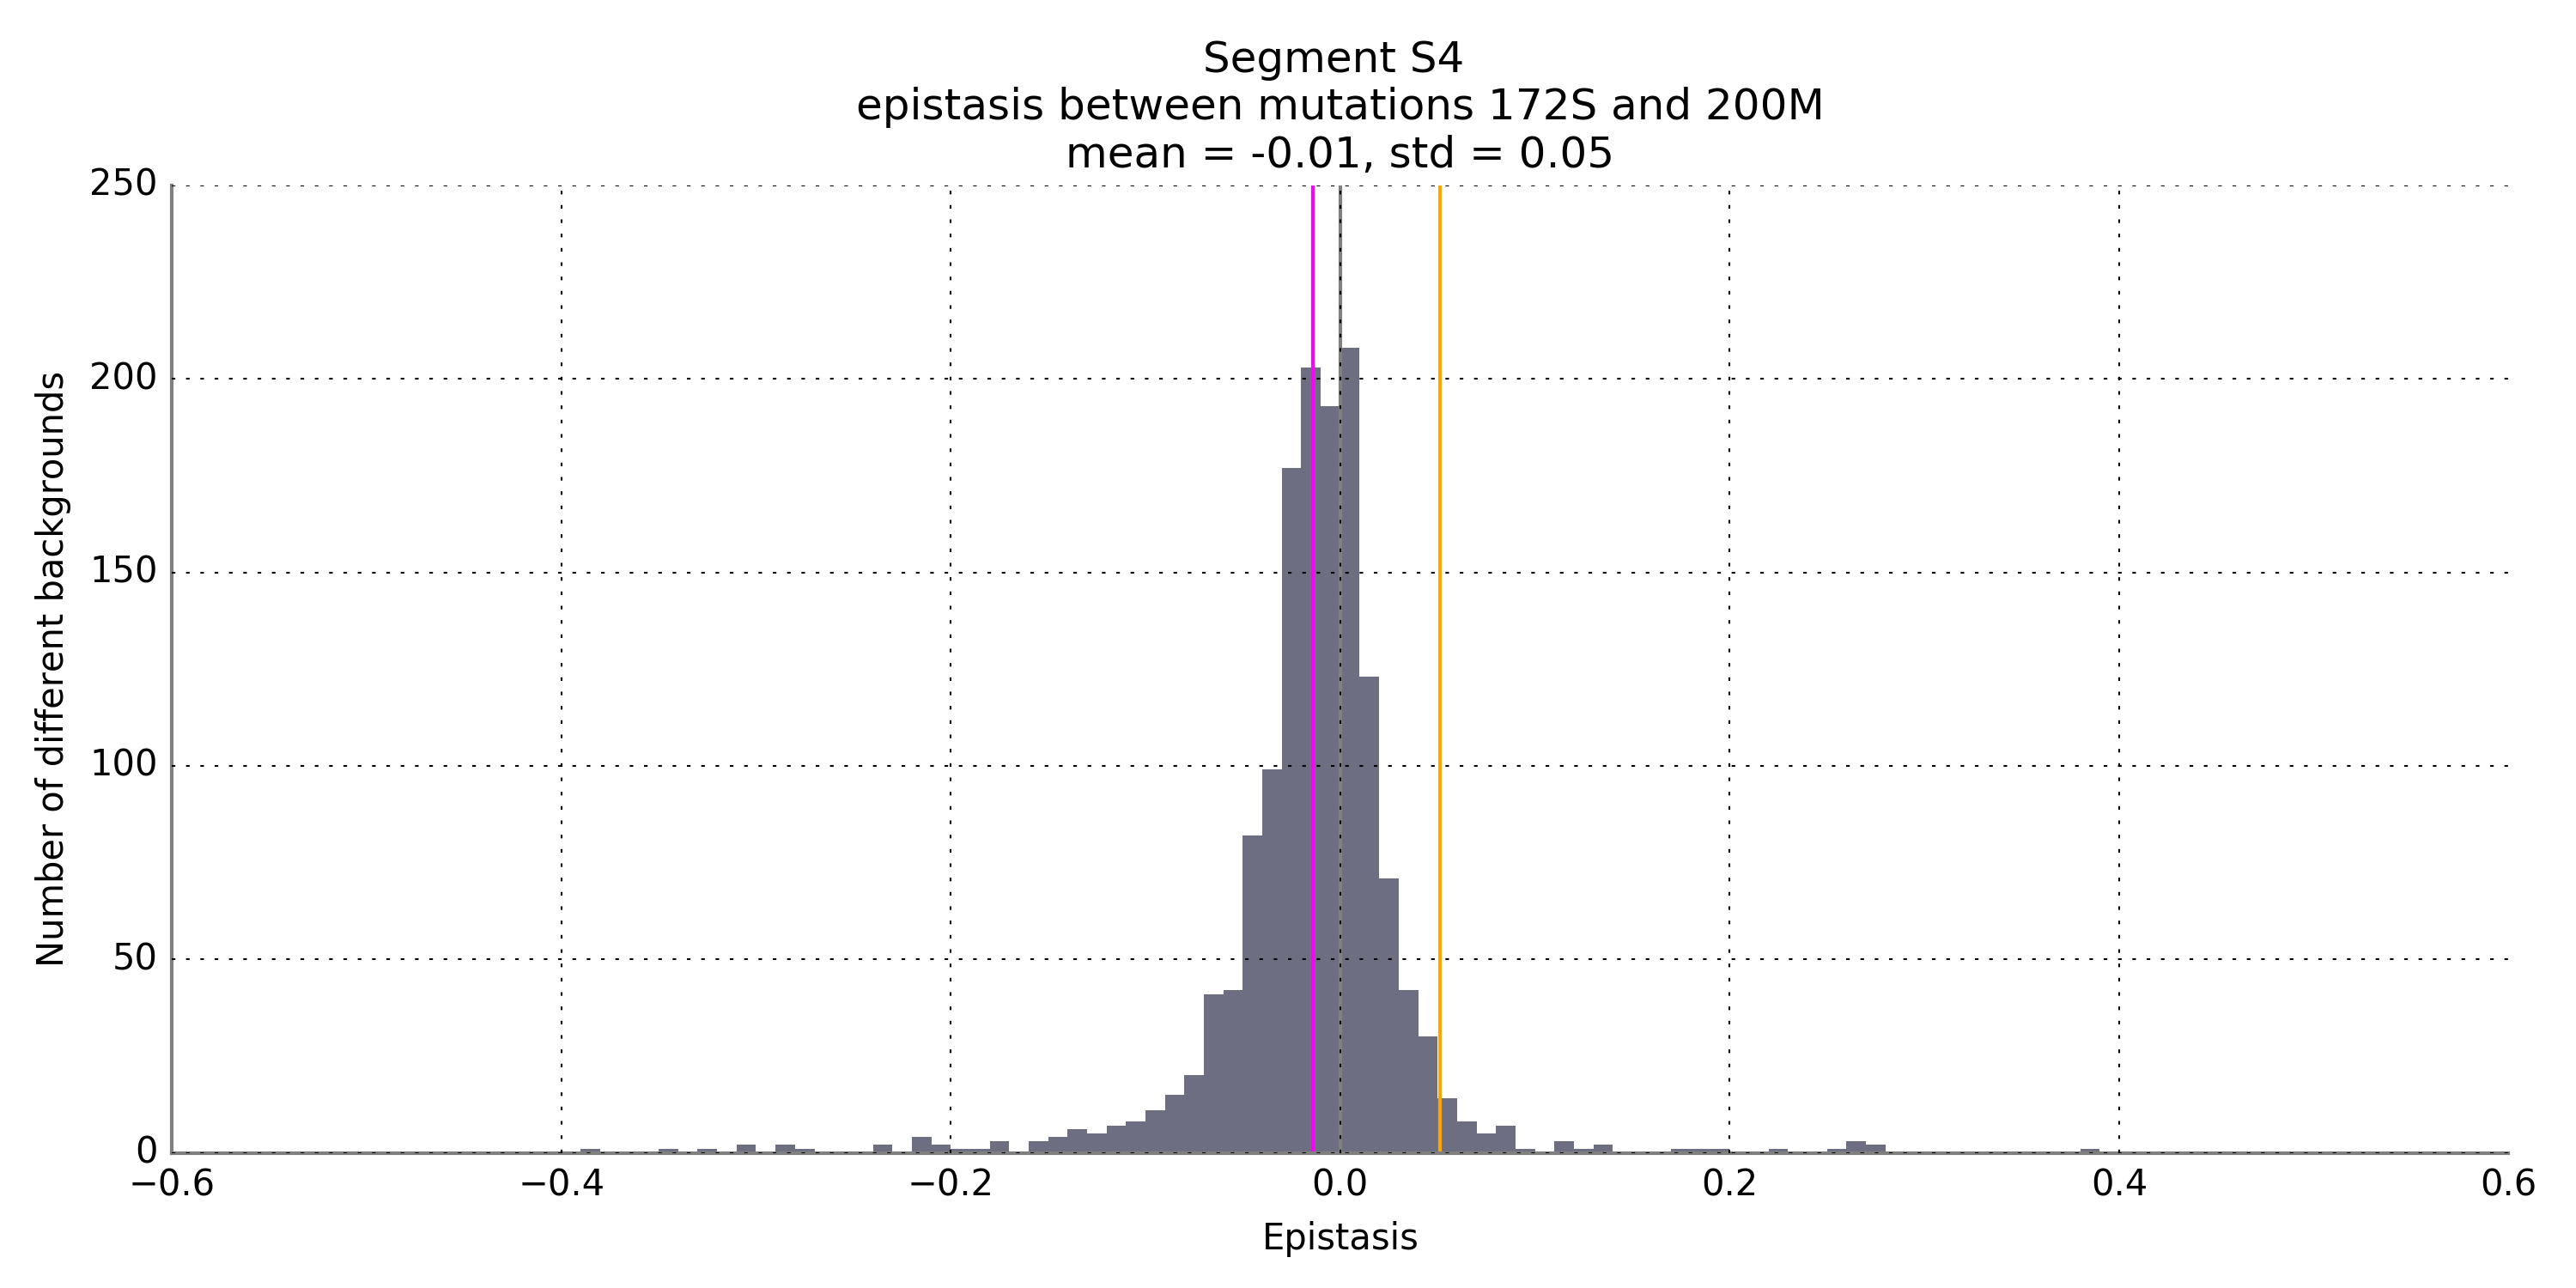 Segment S4
epistasis between mutations 172S and 200M
mean = -0.01, std = 0.05
250
200
150
100
50
0
Number of different backgrounds
−0.6 −0.4 −0.2 0.0 0.2 0.4 0.6
Epistasis